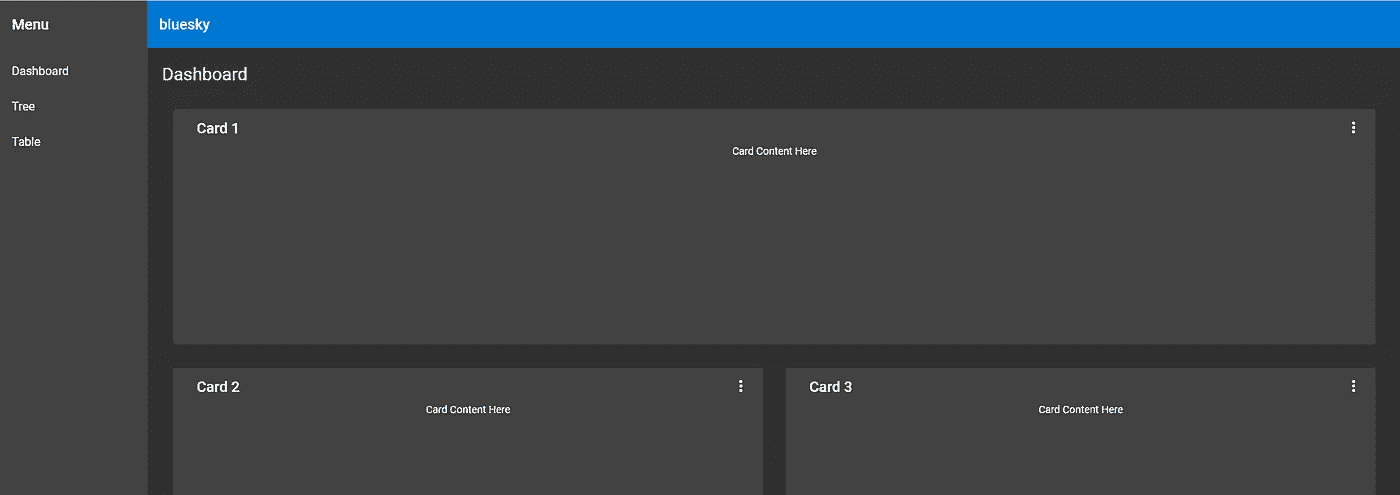 Menu
bluesky
Dashboard
Tree
Table
Dashboard
Card 1
Card Content Here
Card 2
Card Content Here
Card 3
Card Content Here